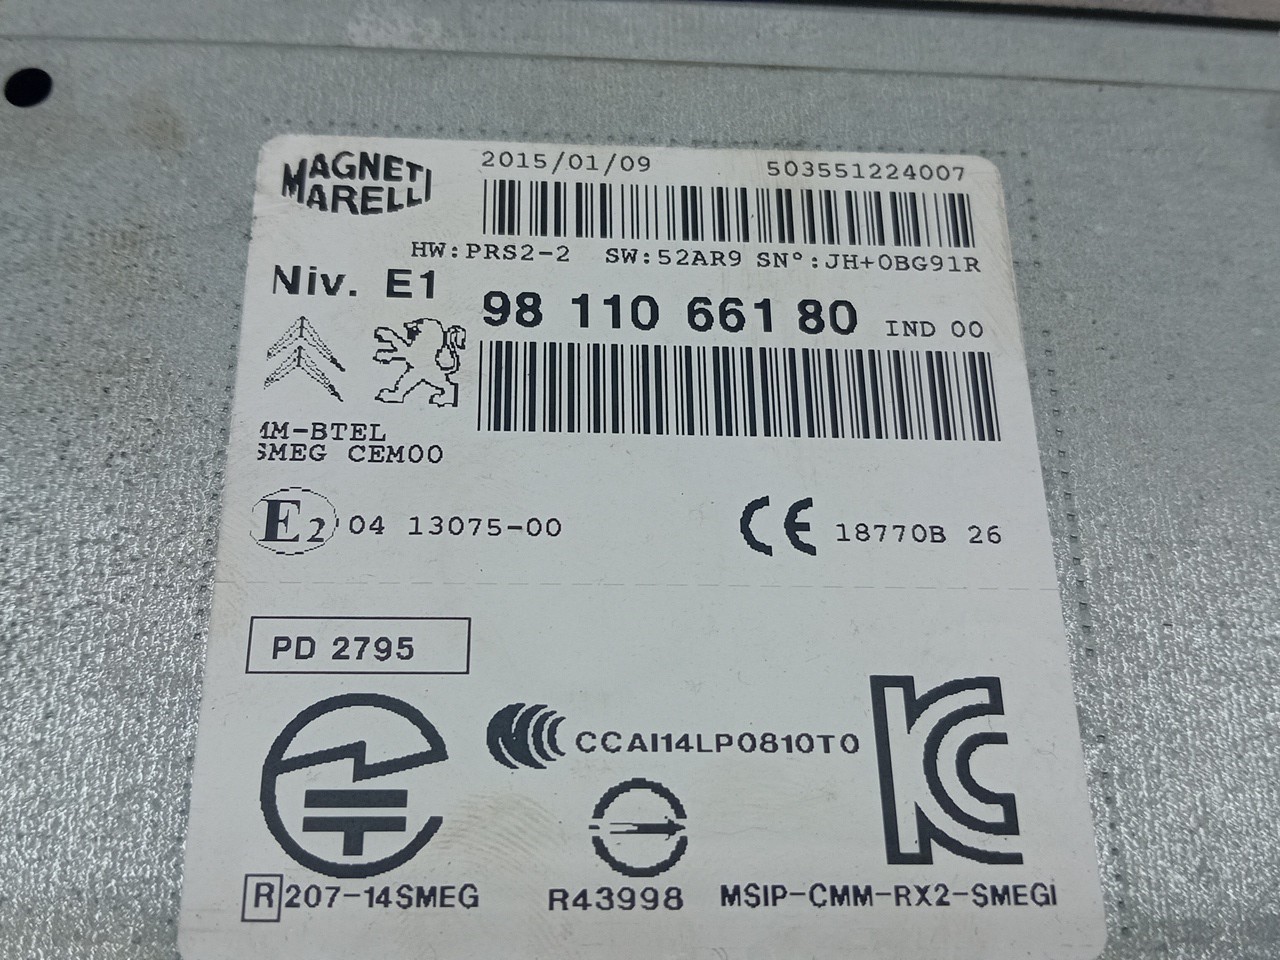 MAGNETI
MARELLI
2015/01/09 503551224007
HW:PRS2-2 SW:52AR9 SN°:JH+0BG91R
Niv. E1
98 110 661 80 IND 00
MM-BTEL
SMEG CEM00
E2 04 13075-00
CE 18770B 26
PD 2795
CCAI14LP0810T0
KC
R 207-14SMEG
R43998
MSIP-CMM-RX2-SMEGI